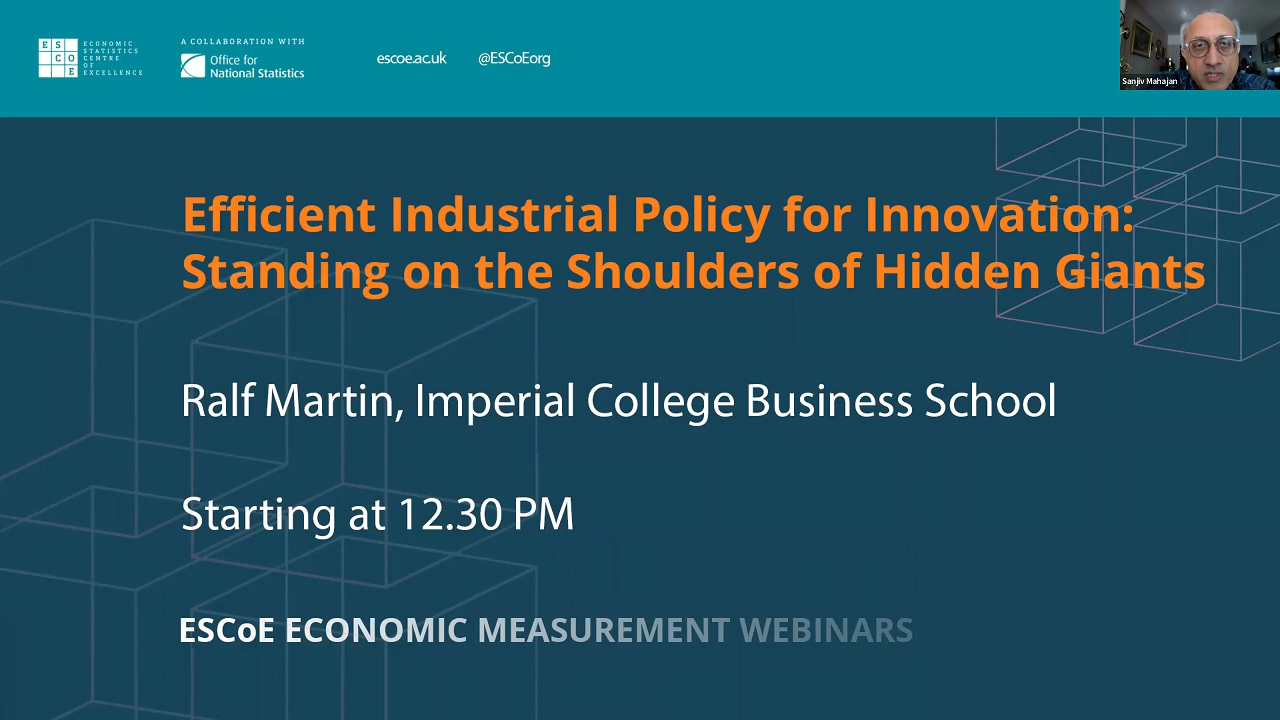 E S
C O
E
ECONOMIC
STATISTICS
CENTRE
OF
EXCELLENCE
A COLLABORATION WITH
Office for
National Statistics
escoe.ac.uk
@ESCoEorg
Sanjiv Mahajan
Efficient Industrial Policy for Innovation:
Standing on the Shoulders of Hidden Giants
Ralf Martin, Imperial College Business School
Starting at 12.30 PM
ESCoE ECONOMIC MEASUREMENT WEBINARS